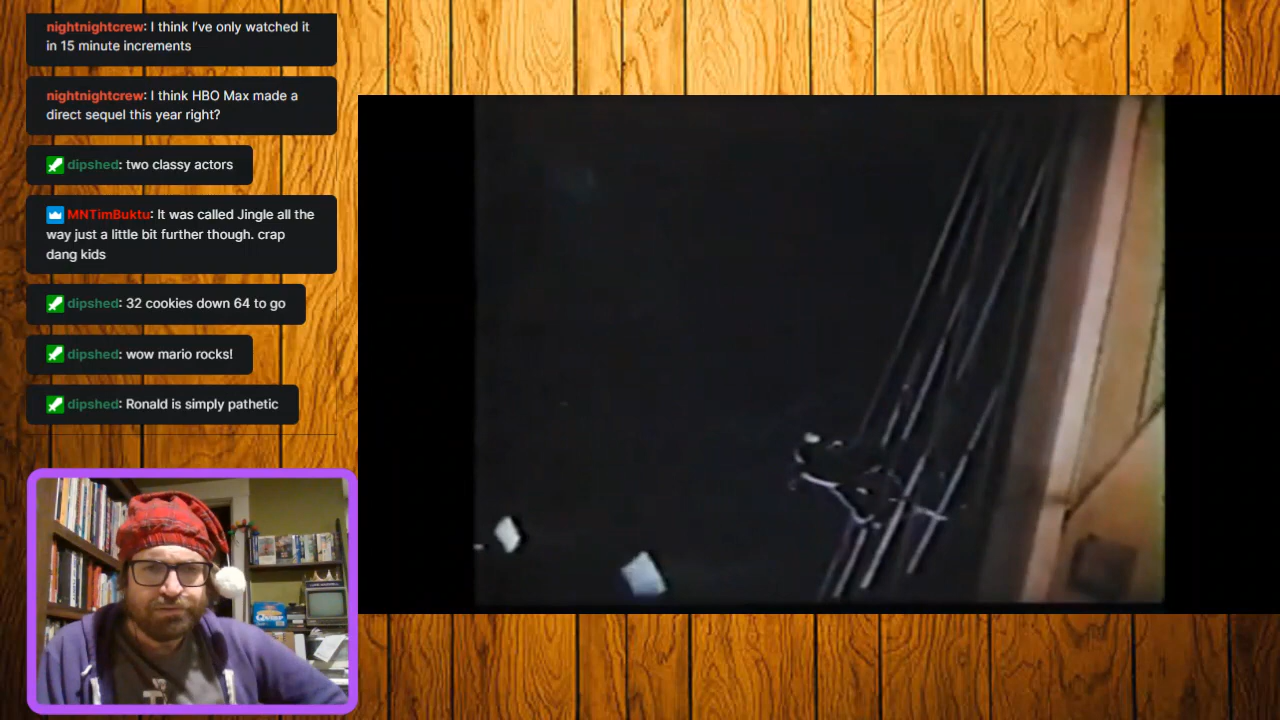 nightnightcrew: I think I've only watched it
in 15 minute increments
nightnightcrew: I think HBO Max made a
direct sequel this year right?
dipshed: two classy actors
MNTimBuktu: It was called Jingle all the
way just a little bit further though. crap
dang kids
dipshed: 32 cookies down 64 to go
dipshed: wow mario rocks!
dipshed: Ronald is simply pathetic